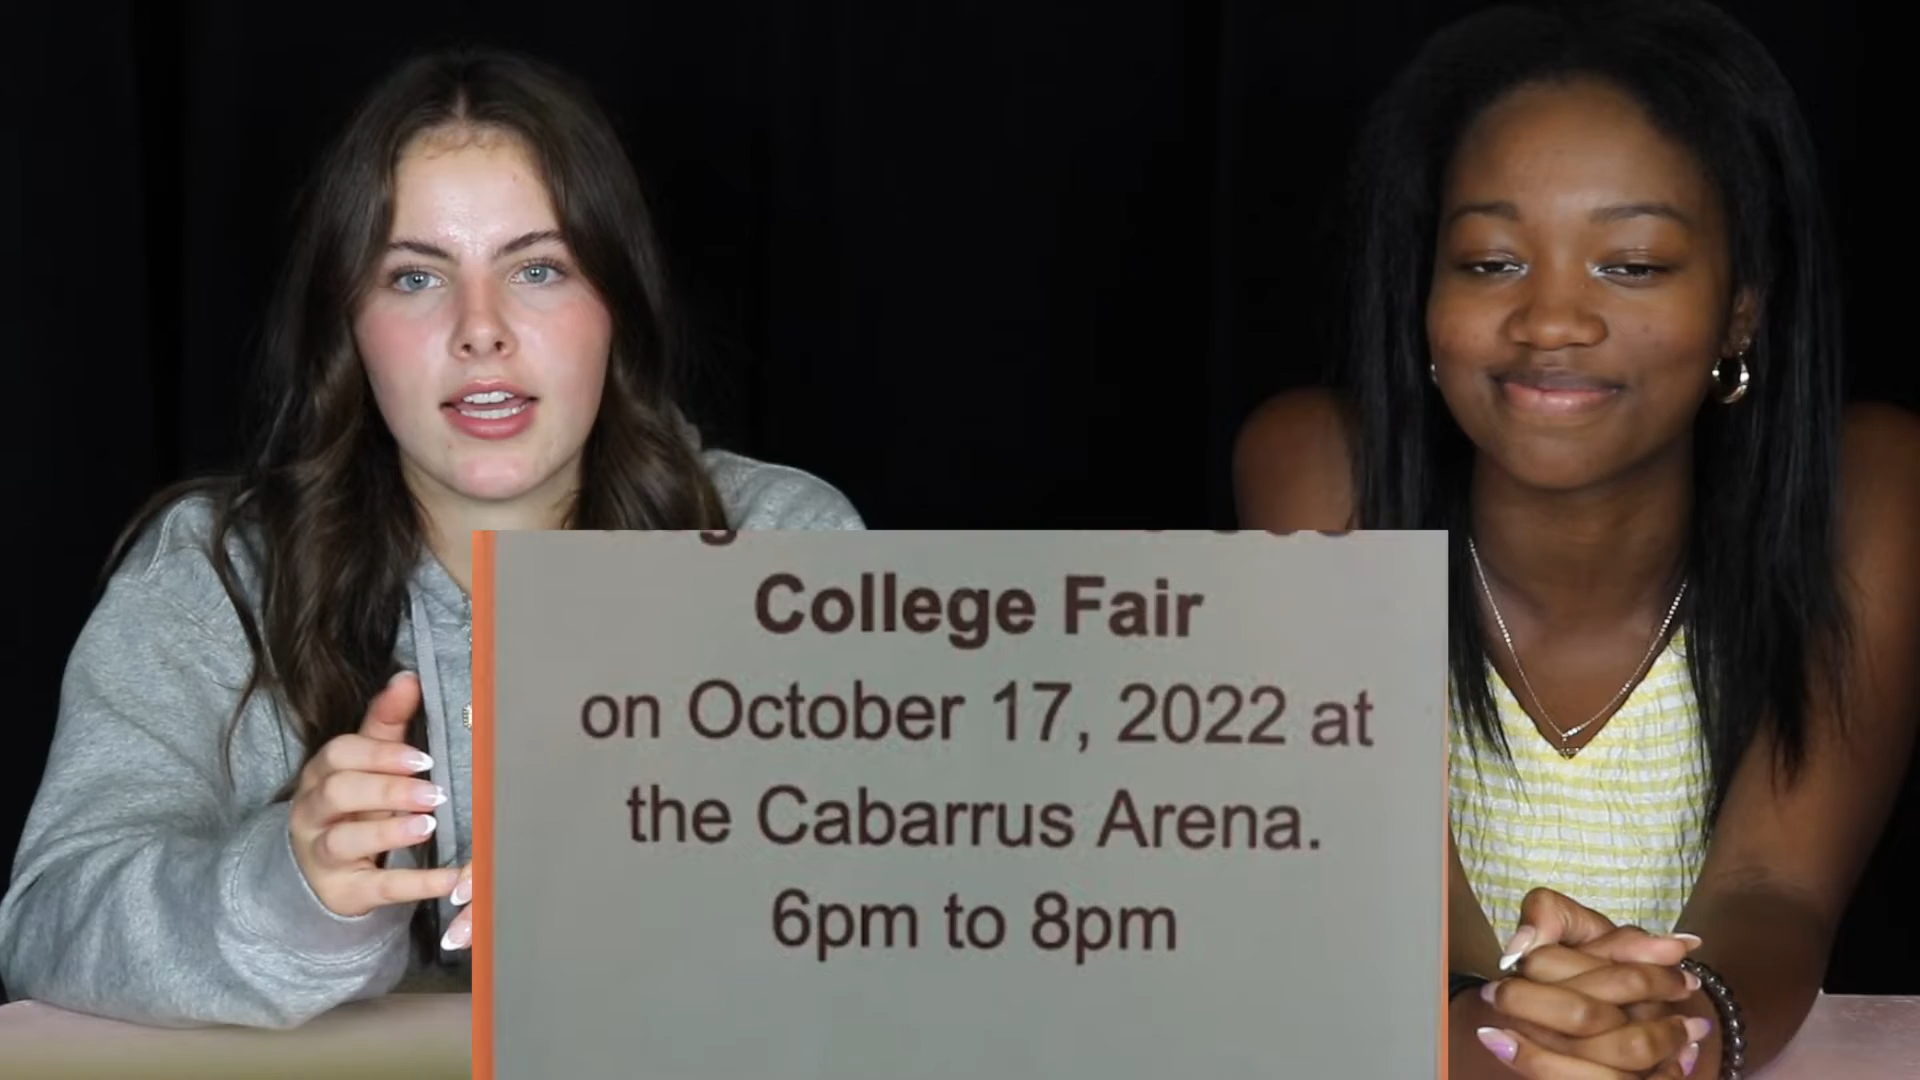 College Fair
on October 17, 2022 at
the Cabarrus Arena.
6pm to 8pm